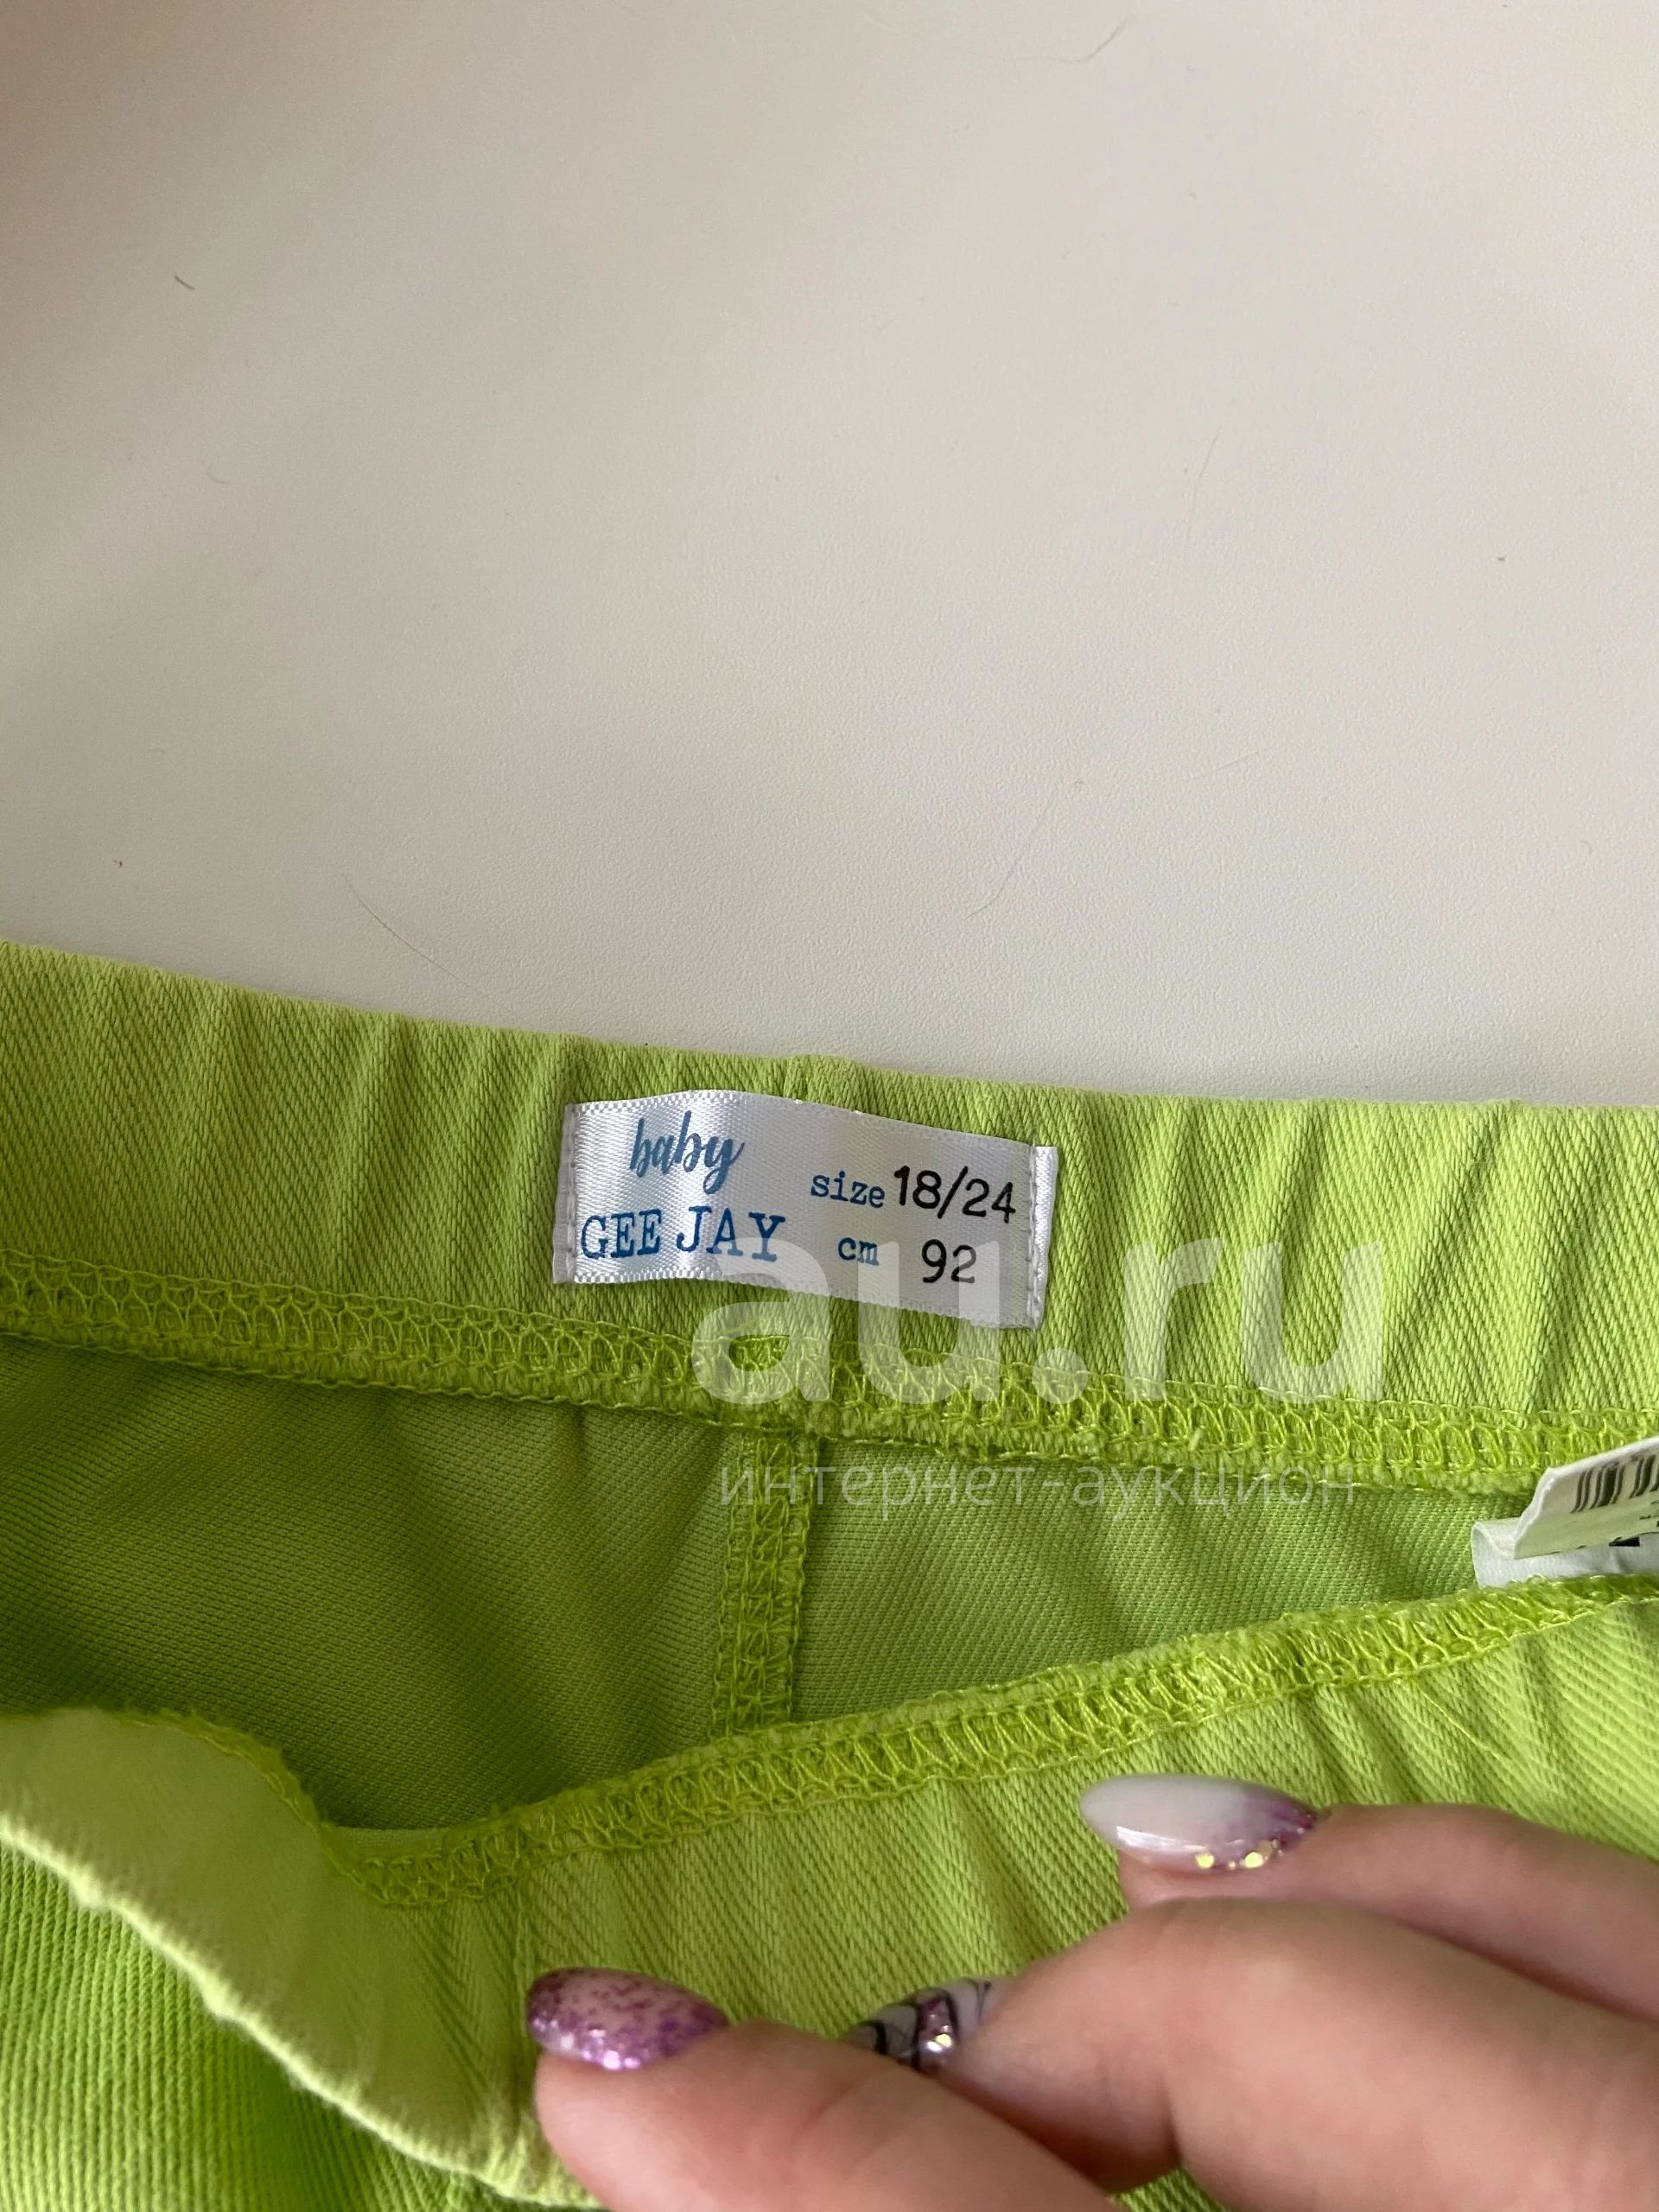 baby
GEE JAY
size 18/24
cm 92
au.ru
интернет-аукцион